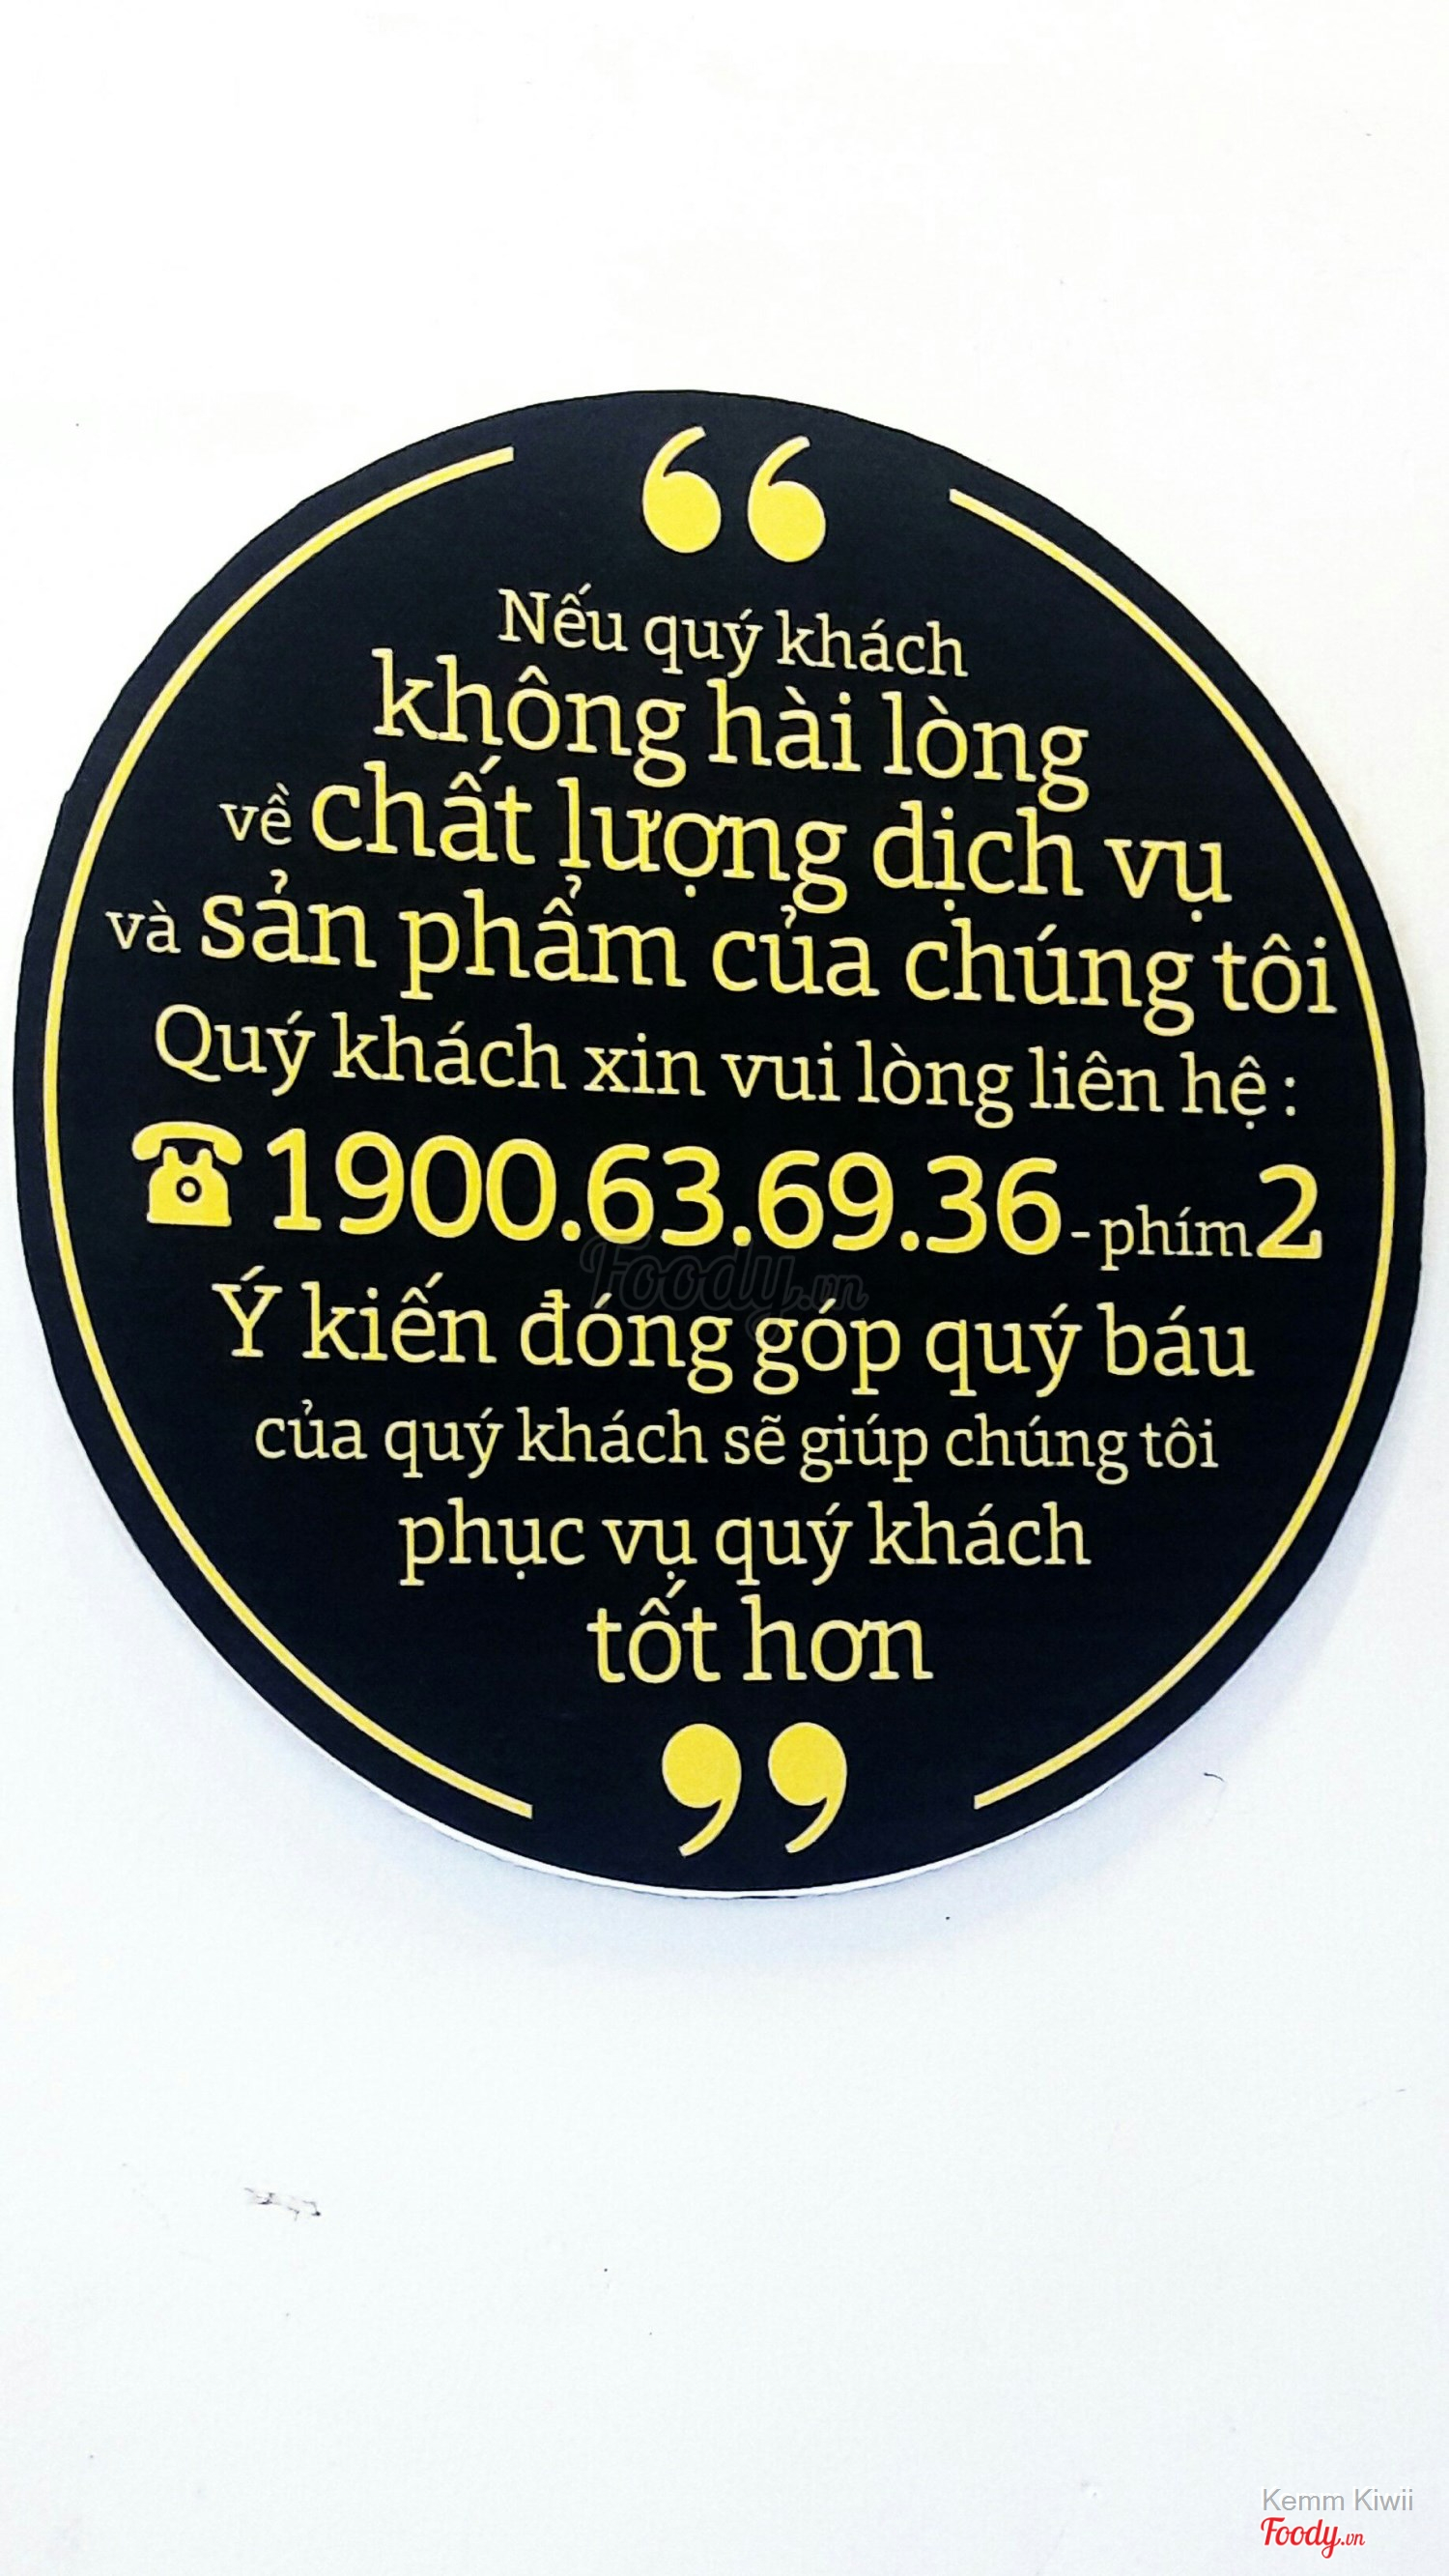 “
Nếu quý khách
không hài lòng
về chất lượng dịch vụ
và sản phẩm của chúng tôi
Quý khách xin vui lòng liên hệ :
☎ 1900.63.69.36 - phím 2
Foody.vn
Ý kiến đóng góp quý báu
của quý khách sẽ giúp chúng tôi
phục vụ quý khách
tốt hơn
”
Kemm Kiwii
Foody.vn